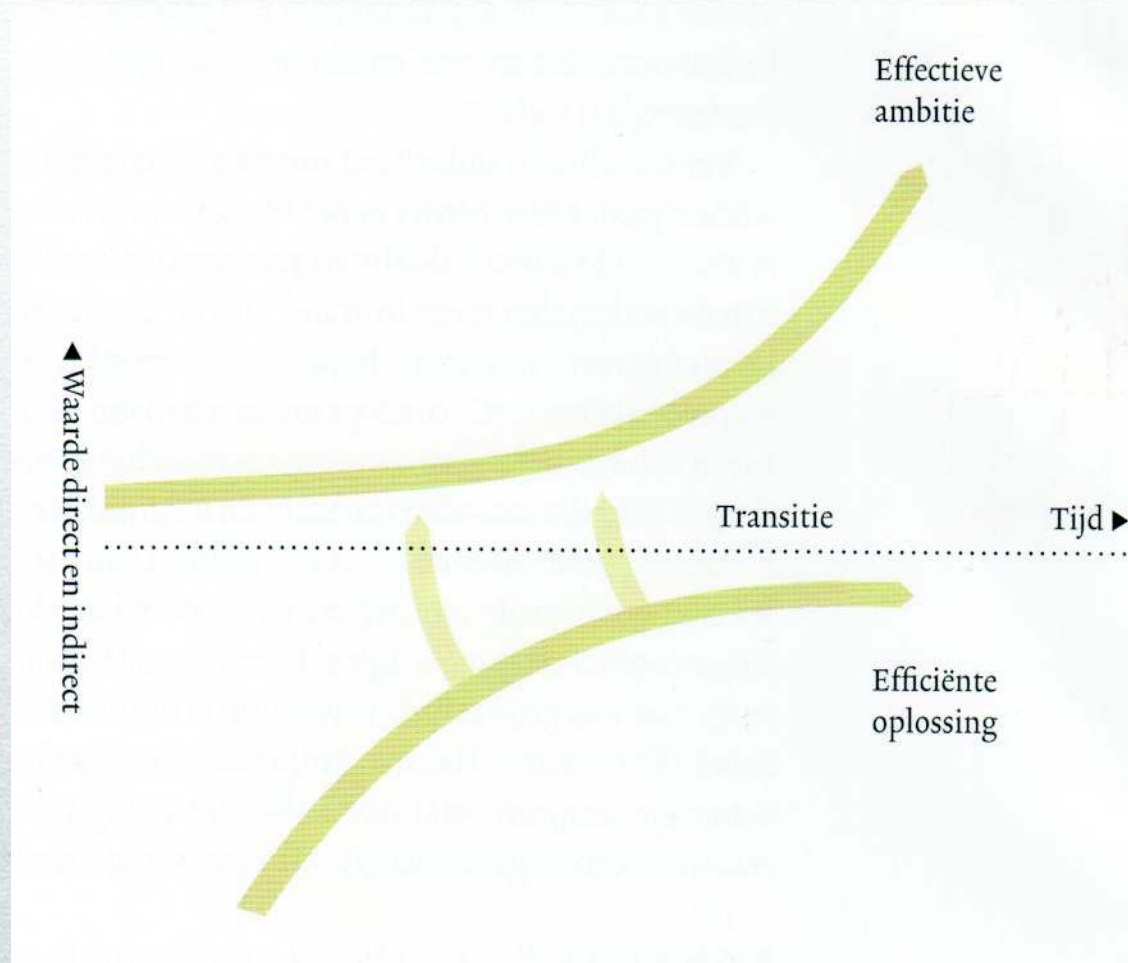 Effectieve
ambitie
▲ Waarde direct en indirect
Transitie
Tijd ▶
Efficiënte
oplossing